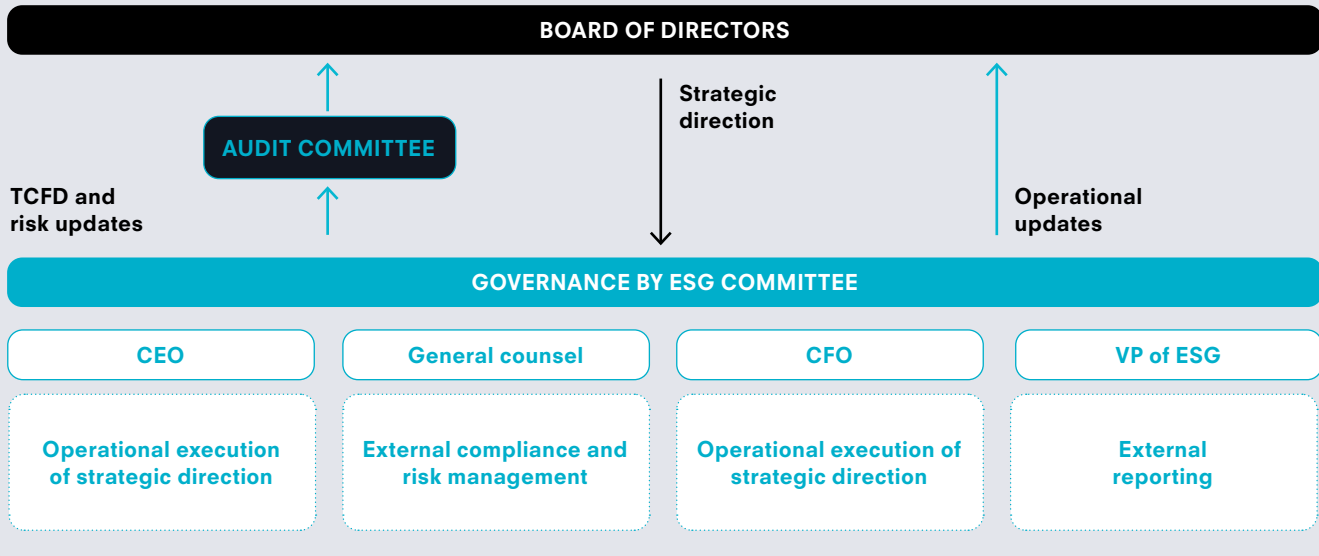 BOARD OF DIRECTORS
Strategic
direction
AUDIT COMMITTEE
TCFD and
risk updates
Operational
updates
GOVERNANCE BY ESG COMMITTEE
CEO
General counsel
CFO
VP of ESG
Operational execution
of strategic direction
External compliance and
risk management
Operational execution of
strategic direction
External
reporting